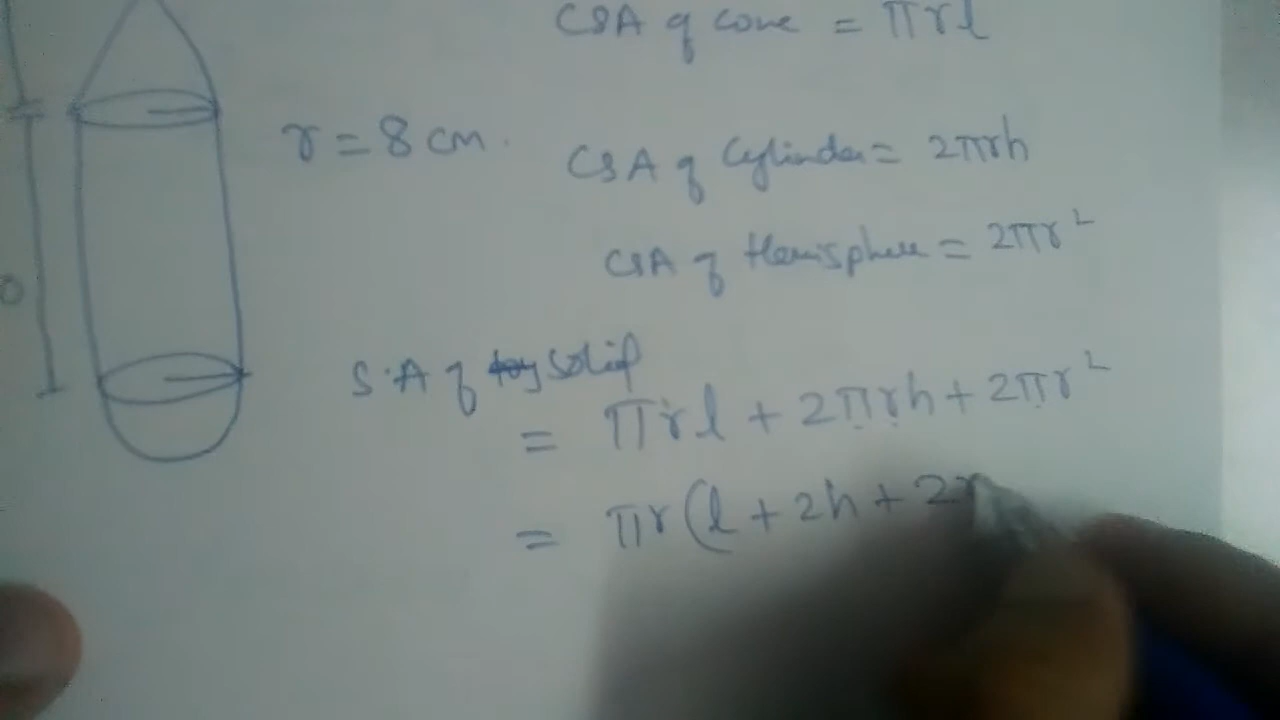 CSA of cone = πrl
r = 8 cm.
CSA of Cylinder = 2πrh
CSA of Hemisphere = 2πr²
0
S.A of solid
= πrl + 2πrh + 2πr²
= πr(l + 2h + 2r